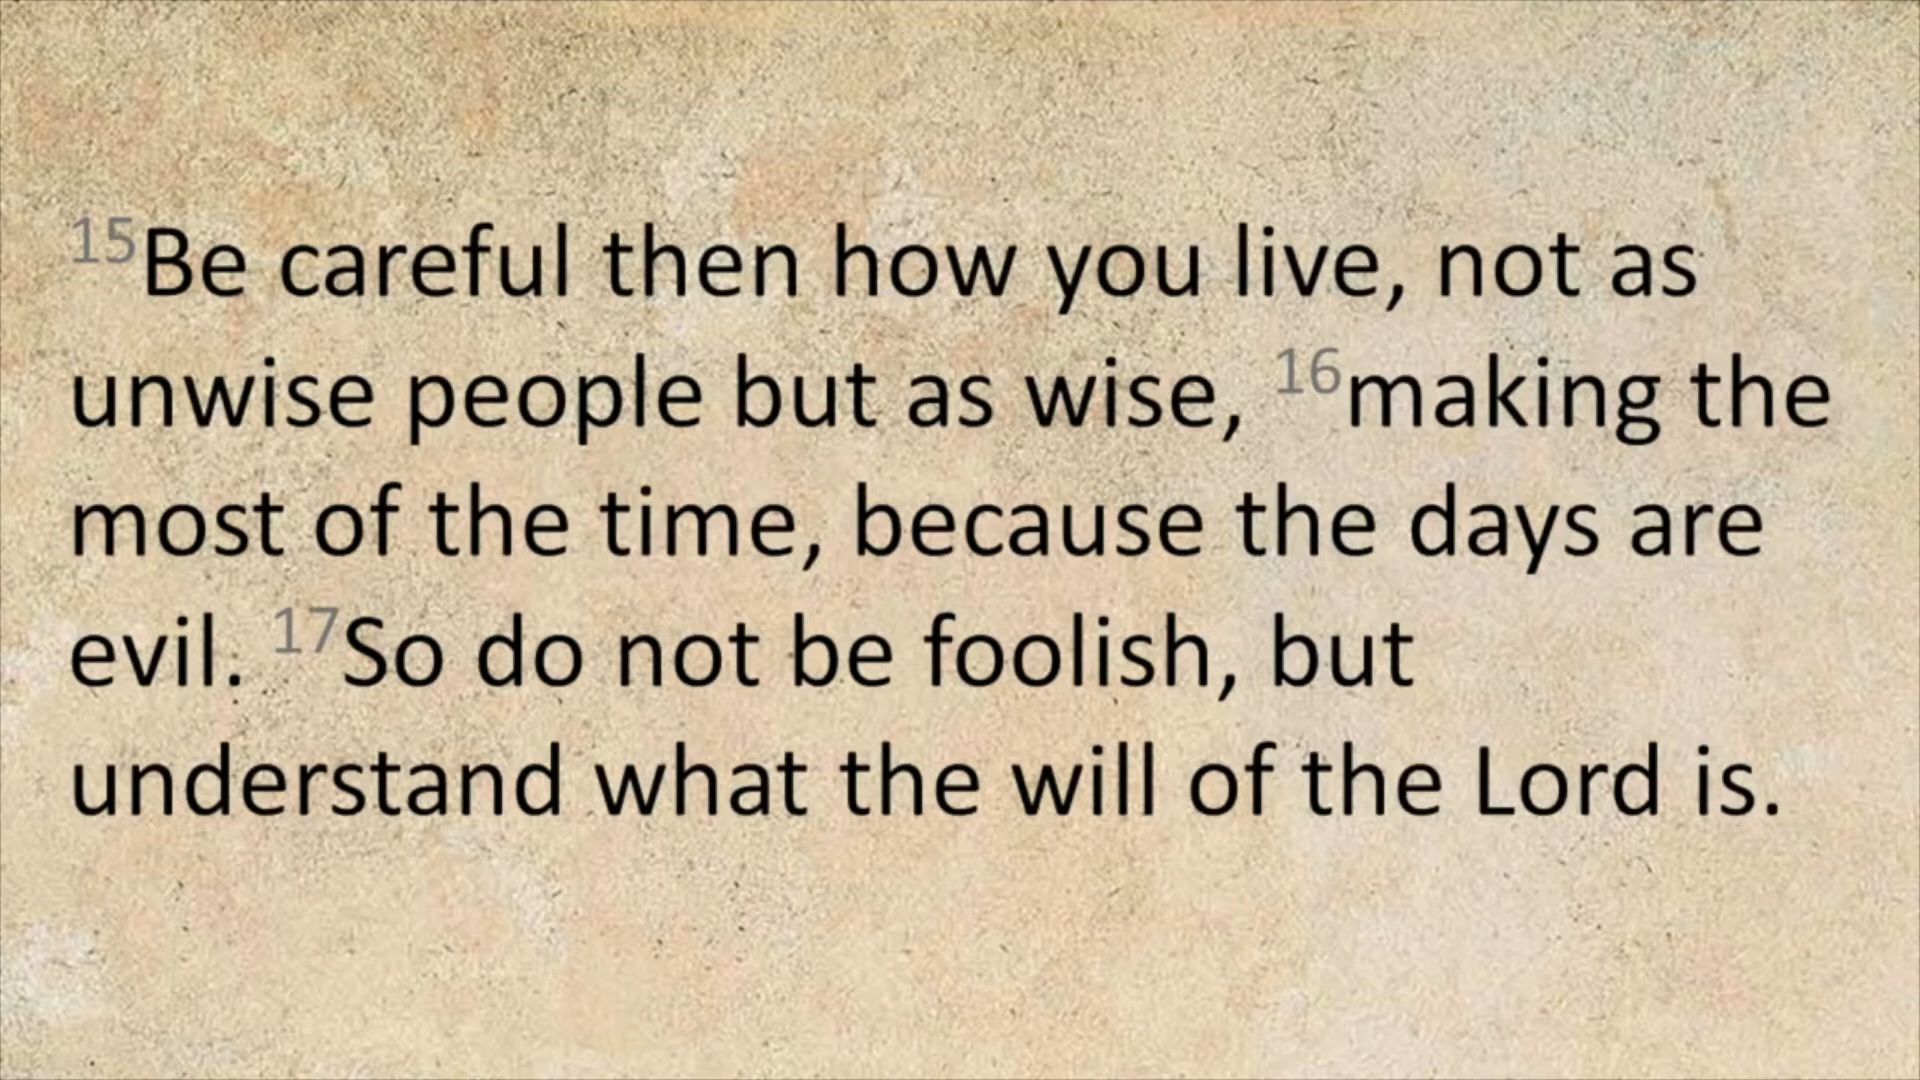 15Be careful then how you live, not as
unwise people but as wise, 16making the
most of the time, because the days are
evil. 17So do not be foolish, but
understand what the will of the Lord is.